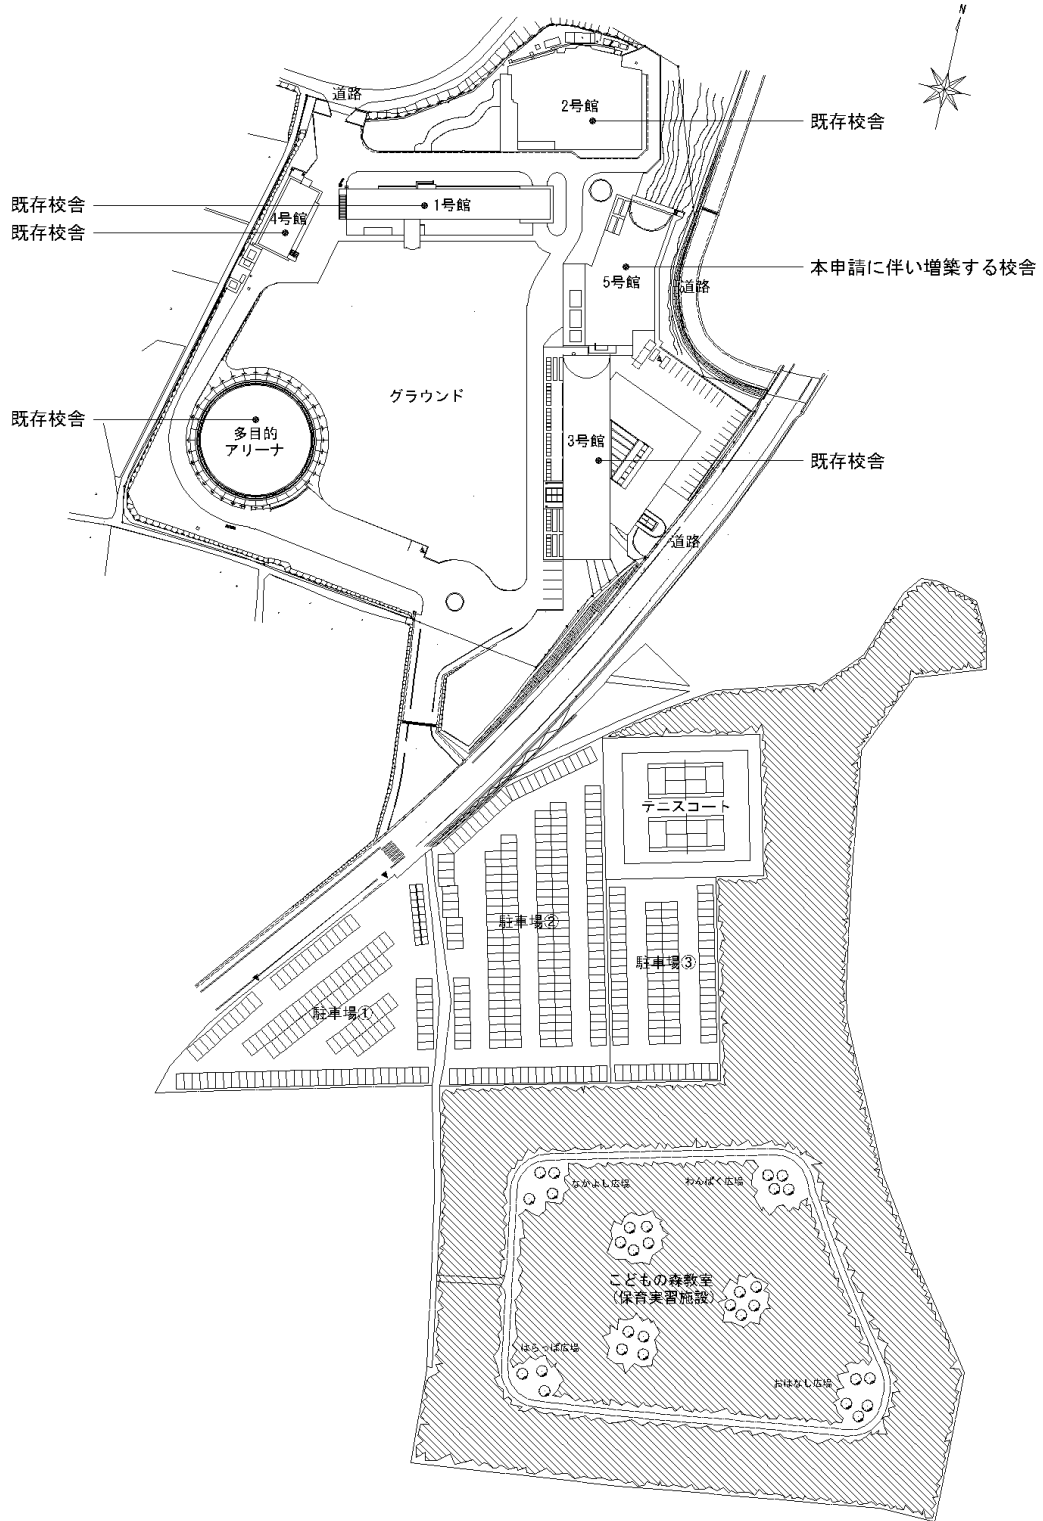 N
道路
2号館
既存校舎
既存校舎
1号館
4号館
既存校舎
本申請に伴い増築する校舎
5号館
道路
グラウンド
既存校舎
多目的
アリーナ
3号館
既存校舎
道路
テニスコート
駐車場②
駐車場③
駐車場①
なかよし広場
わんぱく広場
こどもの森教室
(保育実習施設)
はらっぱ広場
おはなし広場